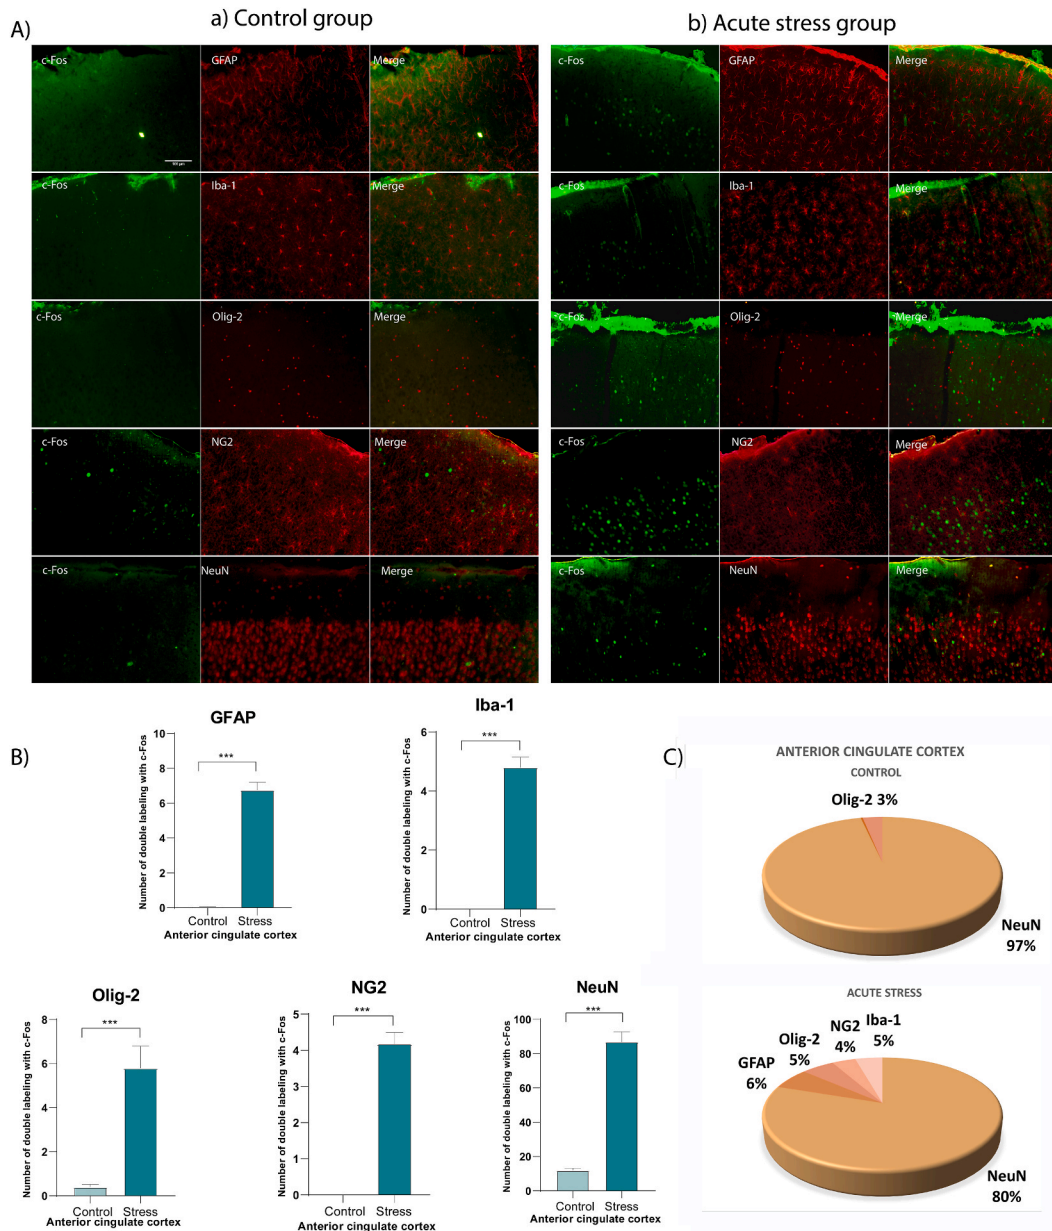 A)
a) Control group
b) Acute stress group
c-Fos GFAP Merge c-Fos GFAP Merge
c-Fos Iba-1 Merge c-Fos Iba-1 Merge
c-Fos Olig-2 Merge c-Fos Olig-2 Merge
c-Fos NG2 Merge c-Fos NG2 Merge
c-Fos NeuN Merge c-Fos NeuN Merge
B)
GFAP
Number of double labeling with c-Fos
10
8
6
4
2
0
***
Control Stress
Anterior cingulate cortex
Iba-1
Number of double labeling with c-Fos
6
4
2
0
***
Control Stress
Anterior cingulate cortex
Olig-2
Number of double labeling with c-Fos
8
6
4
2
0
***
Control Stress
Anterior cingulate cortex
NG2
Number of double labeling with c-Fos
5
4
3
2
1
0
***
Control Stress
Anterior cingulate cortex
NeuN
Number of double labeling with c-Fos
100
80
60
40
20
0
***
Control Stress
Anterior cingulate cortex
C)
ANTERIOR CINGULATE CORTEX
CONTROL
Olig-2 3%
NeuN
97%
ACUTE STRESS
GFAP
6%
Olig-2
5%
NG2
4%
Iba-1
5%
NeuN
80%